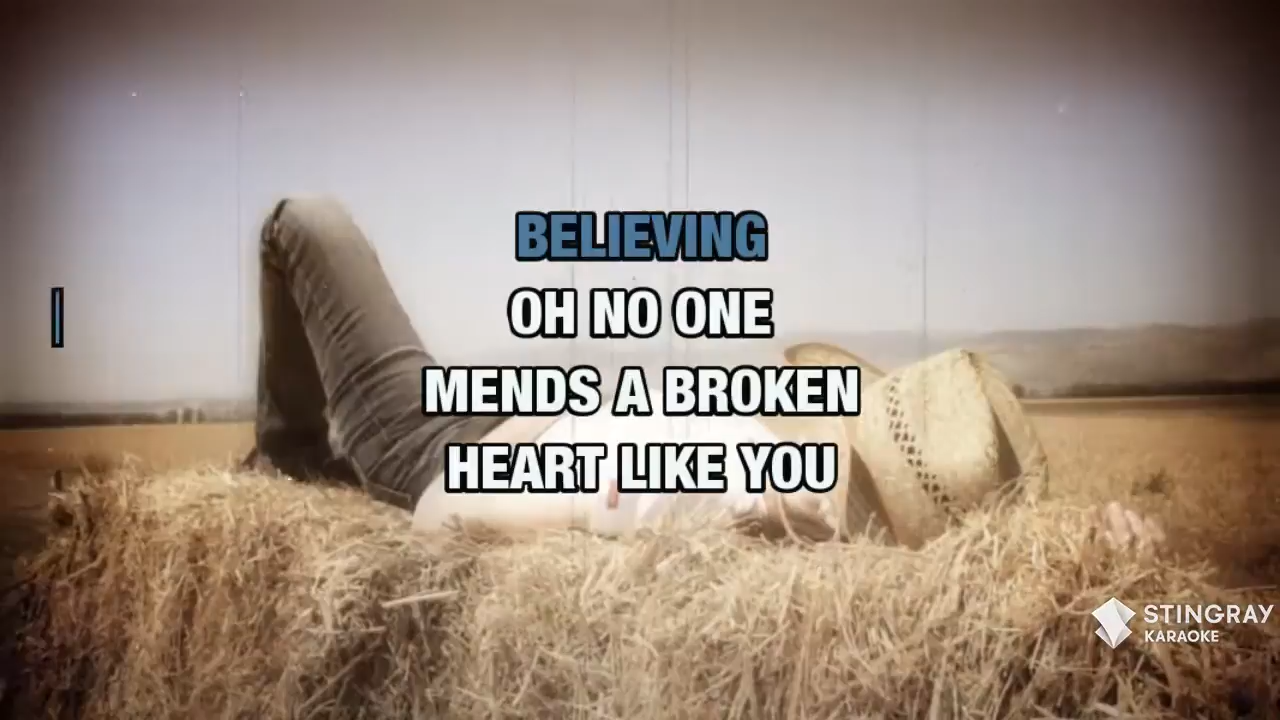 BELIEVING
OH NO ONE
MENDS A BROKEN
HEART LIKE YOU
STINGRAY
KARAOKE